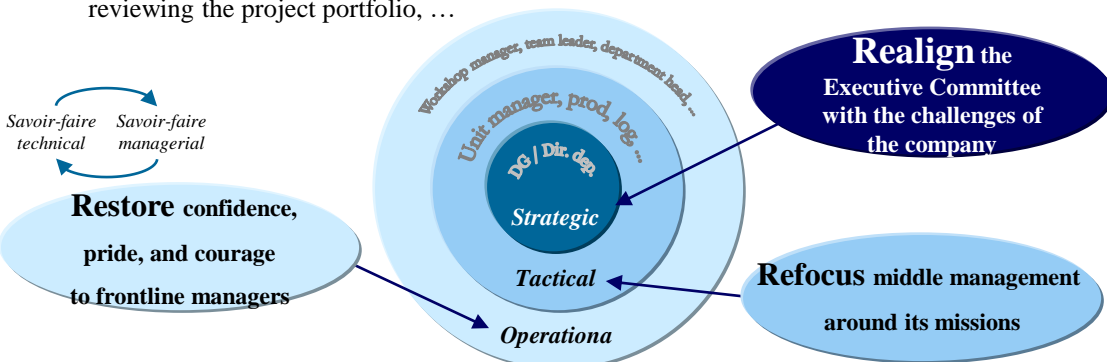 reviewing the project portfolio, …
Workshop manager, team leader, department head, ...
Unit manager, prod, log, ...
DG / Dir. dep.
Strategic
Tactical
Operationa
Realign the
Executive Committee
with the challenges of
the company
Savoir-faire Savoir-faire
technical managerial
Restore confidence,
pride, and courage
to frontline managers
Refocus middle management
around its missions